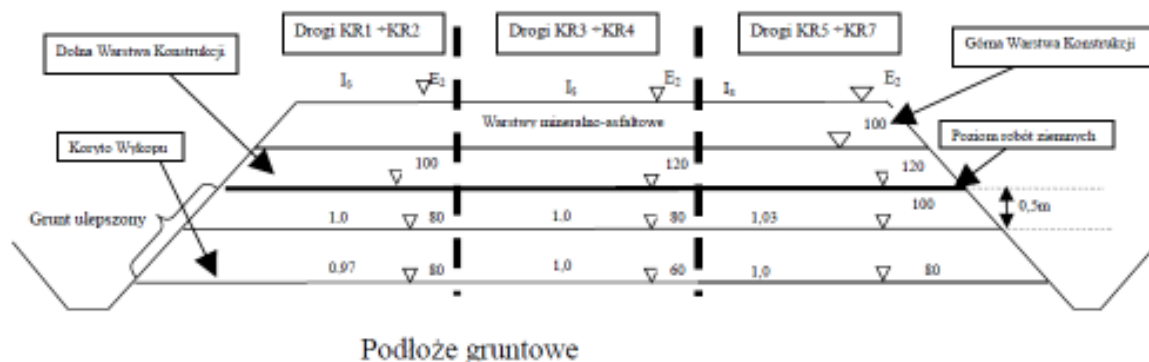 Drogi KR1 ÷KR2
Drogi KR3 ÷KR4
Drogi KR5 ÷KR7
Dolna Warstwa Konstrukcji
Górna Warstwa Konstrukcji
E₂
E₂
E₂
Warstwy mineralno-asfaltowe
100
Koryto Wykopu
Poziom robót ziemnych
100
120
120
Grunt ulepszony
1.0
80
1.0
80
1,03
100
0,5m
0,97
80
1,0
60
1,0
80
Podłoże gruntowe